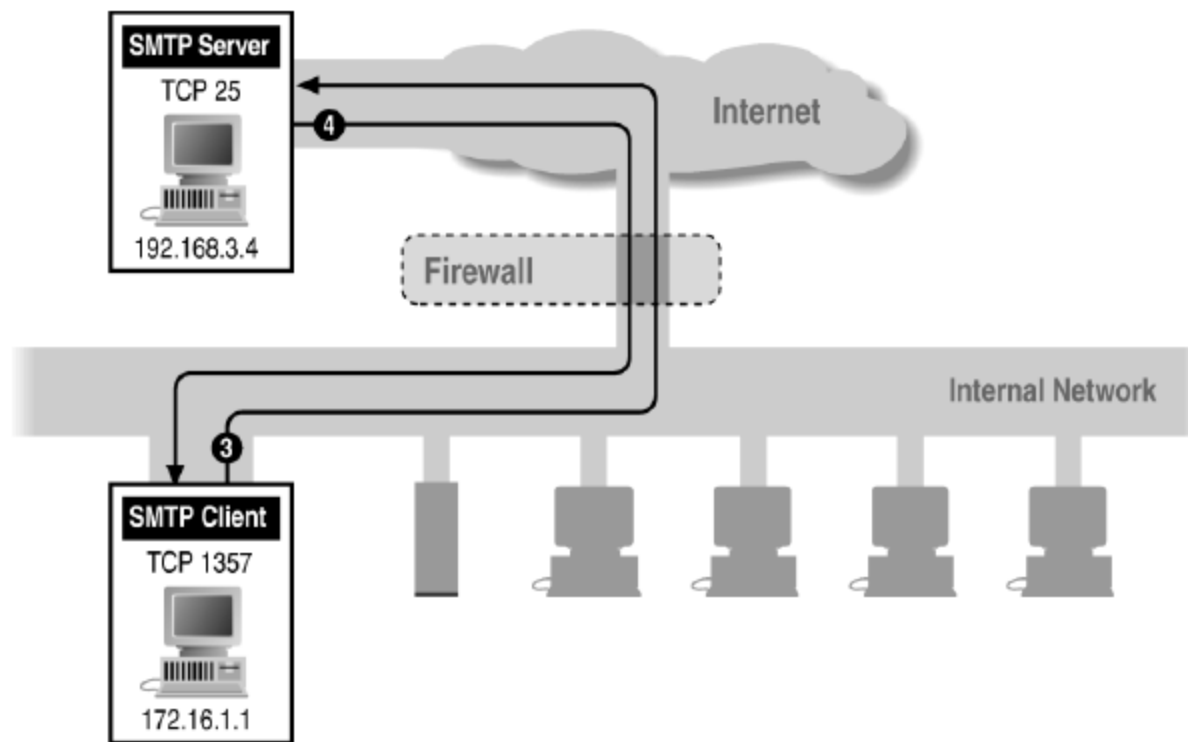 SMTP Server
TCP 25
192.168.3.4
4
Internet
Firewall
Internal Network
3
SMTP Client
TCP 1357
172.16.1.1